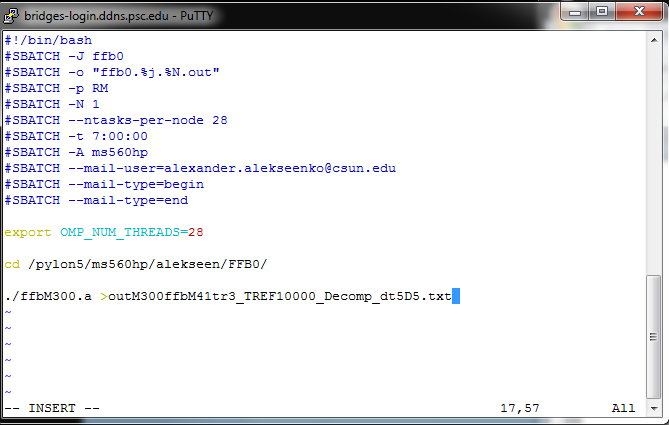 bridges-login.ddns.psc.edu - PuTTY
#!/bin/bash
#SBATCH -J ffb0
#SBATCH -o "ffb0.%j.%N.out"
#SBATCH -p RM
#SBATCH -N 1
#SBATCH --ntasks-per-node 28
#SBATCH -t 7:00:00
#SBATCH -A ms560hp
#SBATCH --mail-user=alexander.alekseenko@csun.edu
#SBATCH --mail-type=begin
#SBATCH --mail-type=end
export OMP_NUM_THREADS=28
cd /pylon5/ms560hp/alekseen/FFB0/
./ffbM300.a >outM300ffbM41tr3_TREF10000_Decomp_dt5D5.txt
~
~
~
~
~
~
-- INSERT -- 17,57 All